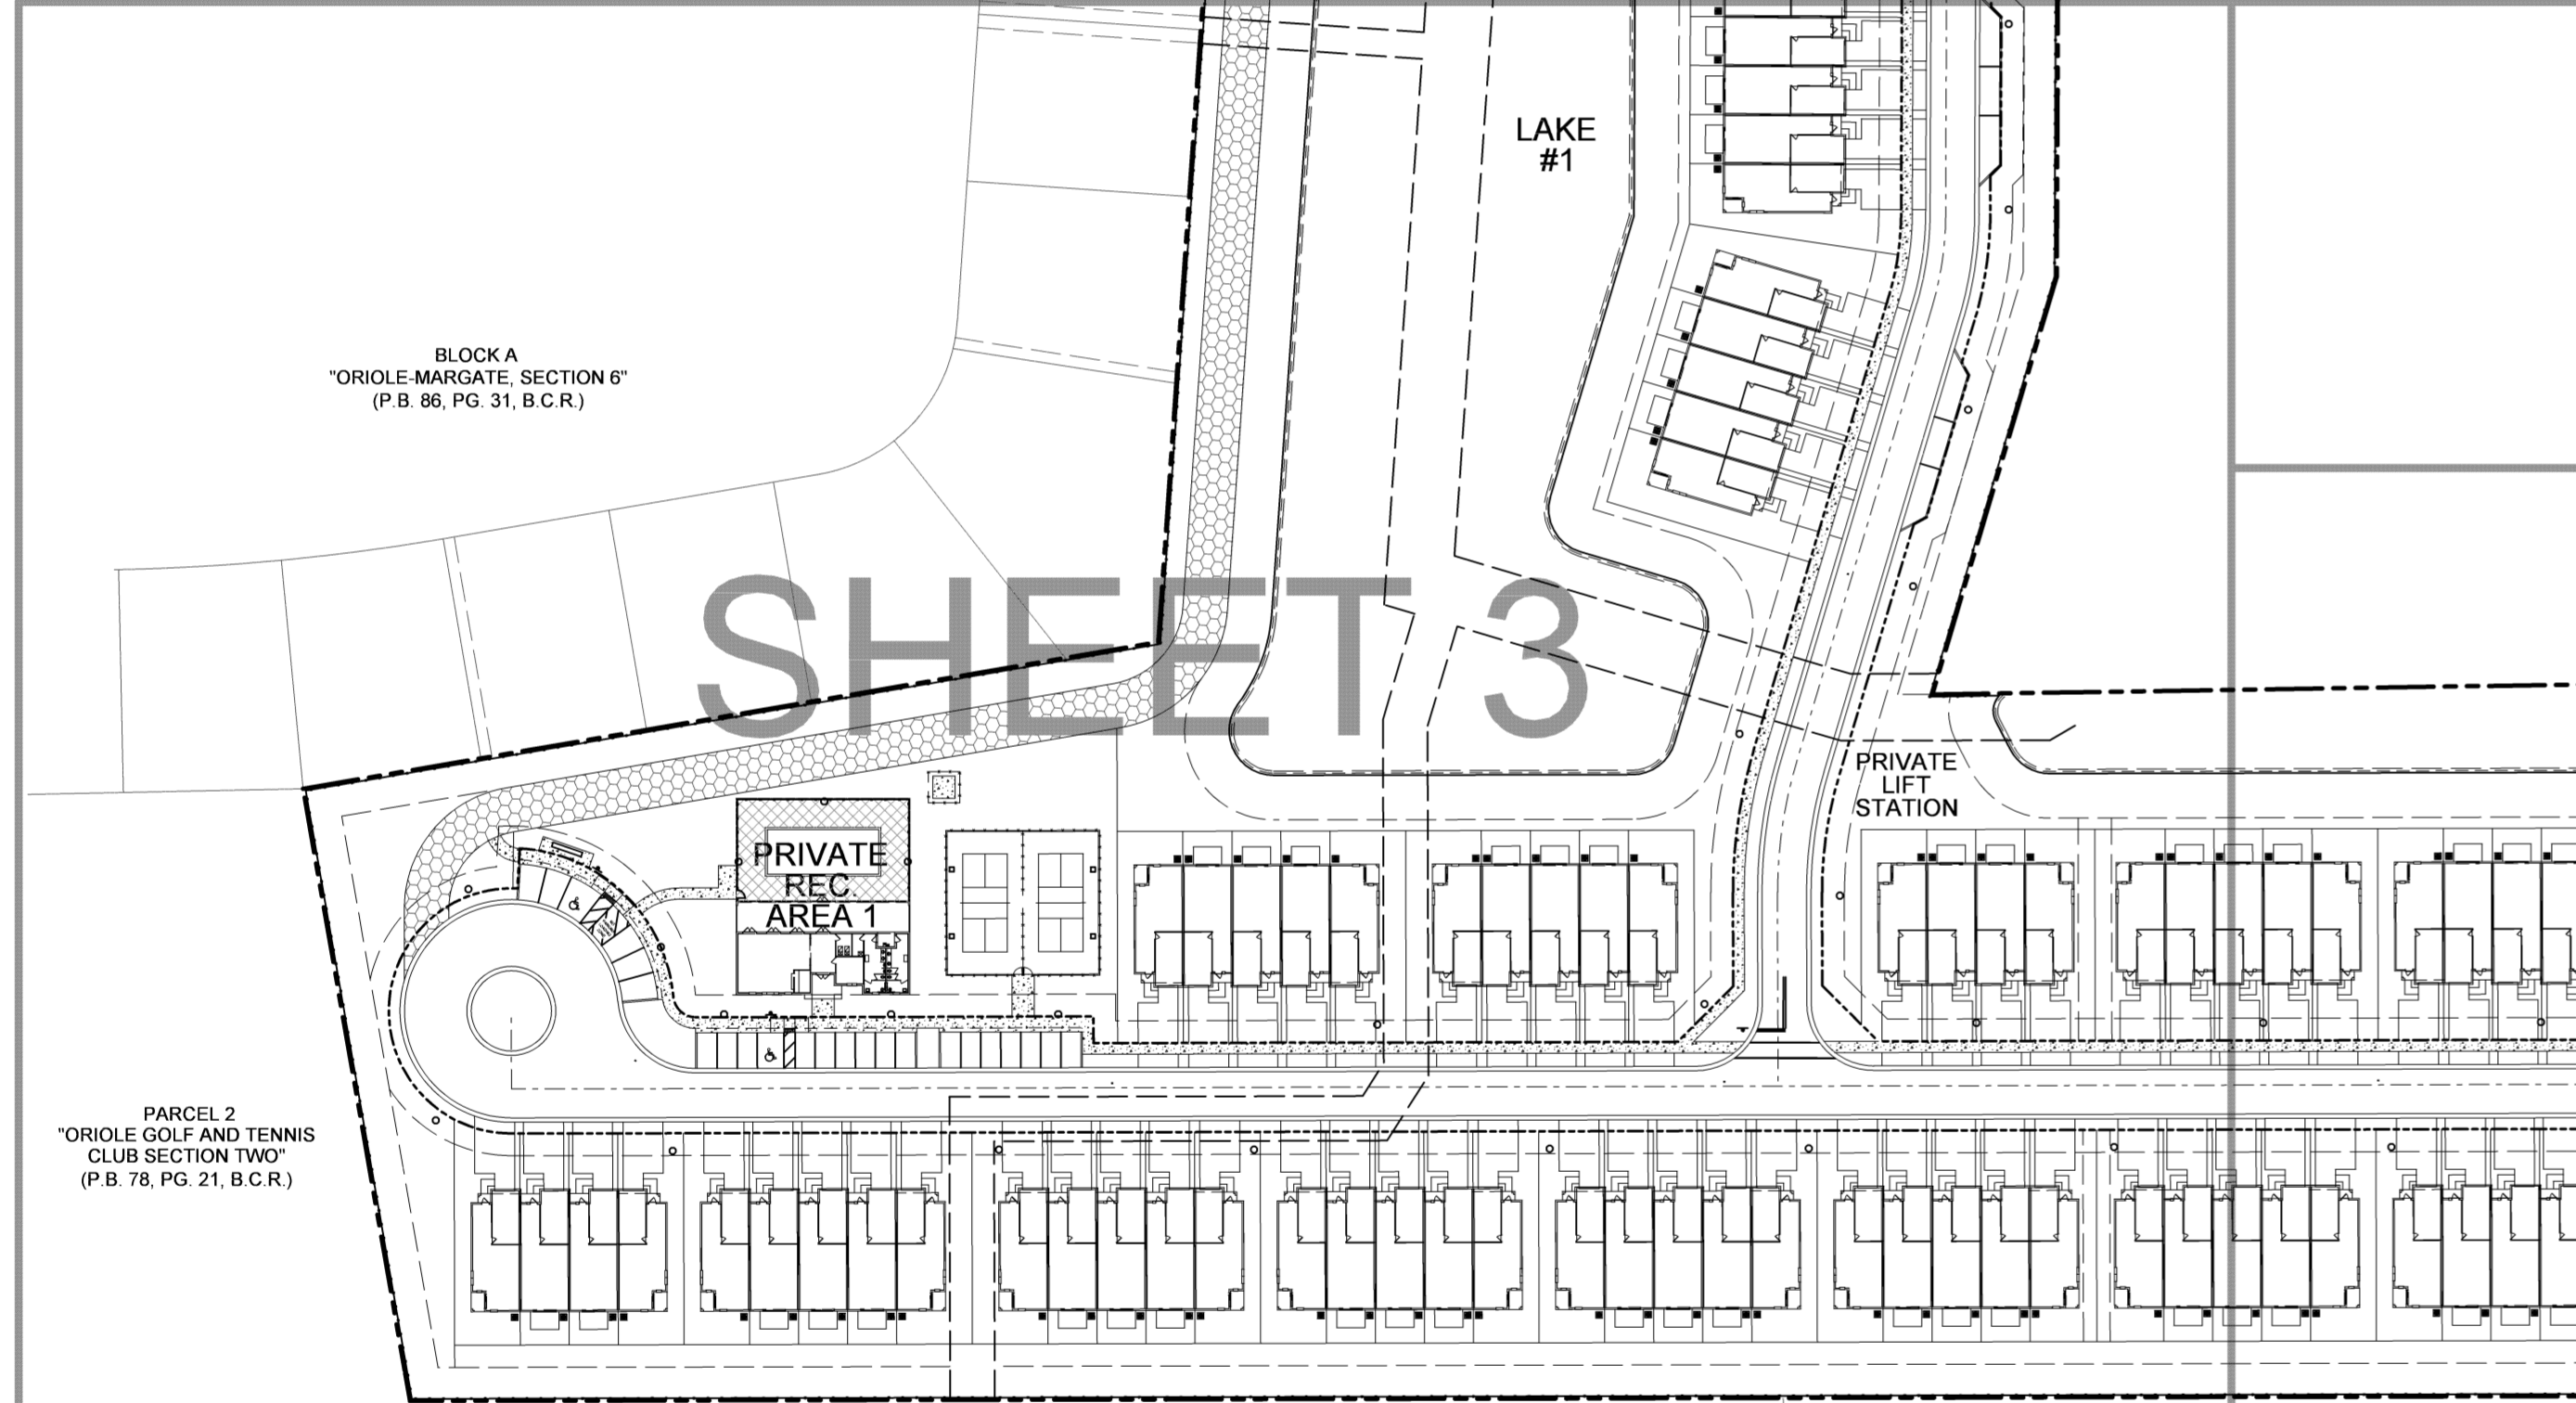 LAKE
#1
BLOCK A
"ORIOLE-MARGATE, SECTION 6"
(P.B. 86, PG. 31, B.C.R.)
SHEET 3
PRIVATE
LIFT
STATION
PRIVATE
REC.
AREA 1
PARCEL 2
"ORIOLE GOLF AND TENNIS
CLUB SECTION TWO"
(P.B. 78, PG. 21, B.C.R.)